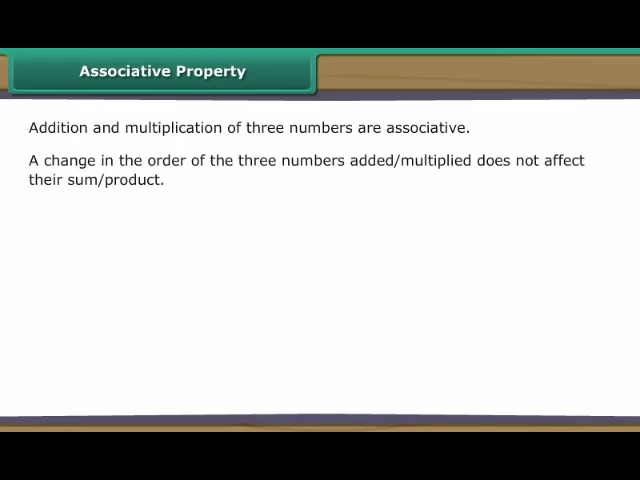 Associative Property
Addition and multiplication of three numbers are associative.
A change in the order of the three numbers added/multiplied does not affect
their sum/product.